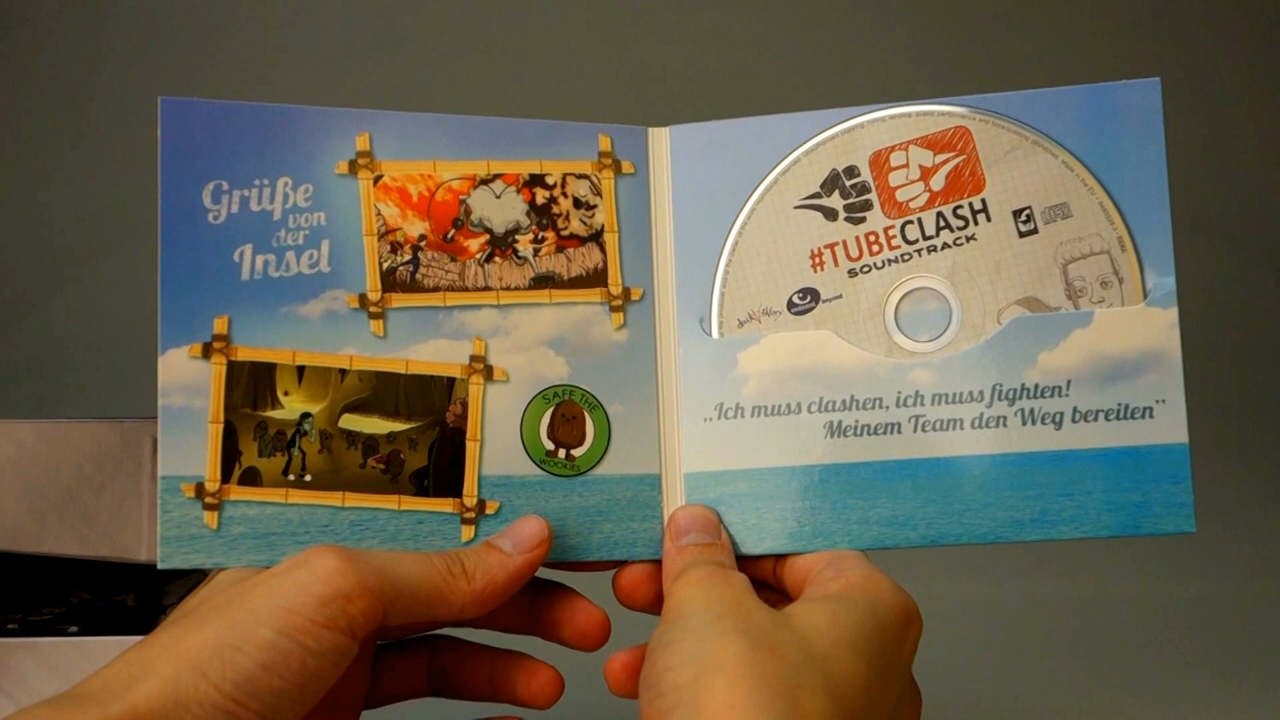 Grüße
von
der
Insel
SAFE THE
WOOKIES
#TUBECLASH
SOUNDTRACK
beyond
„Ich muss clashen, ich muss fighten!
Meinem Team den Weg bereiten”